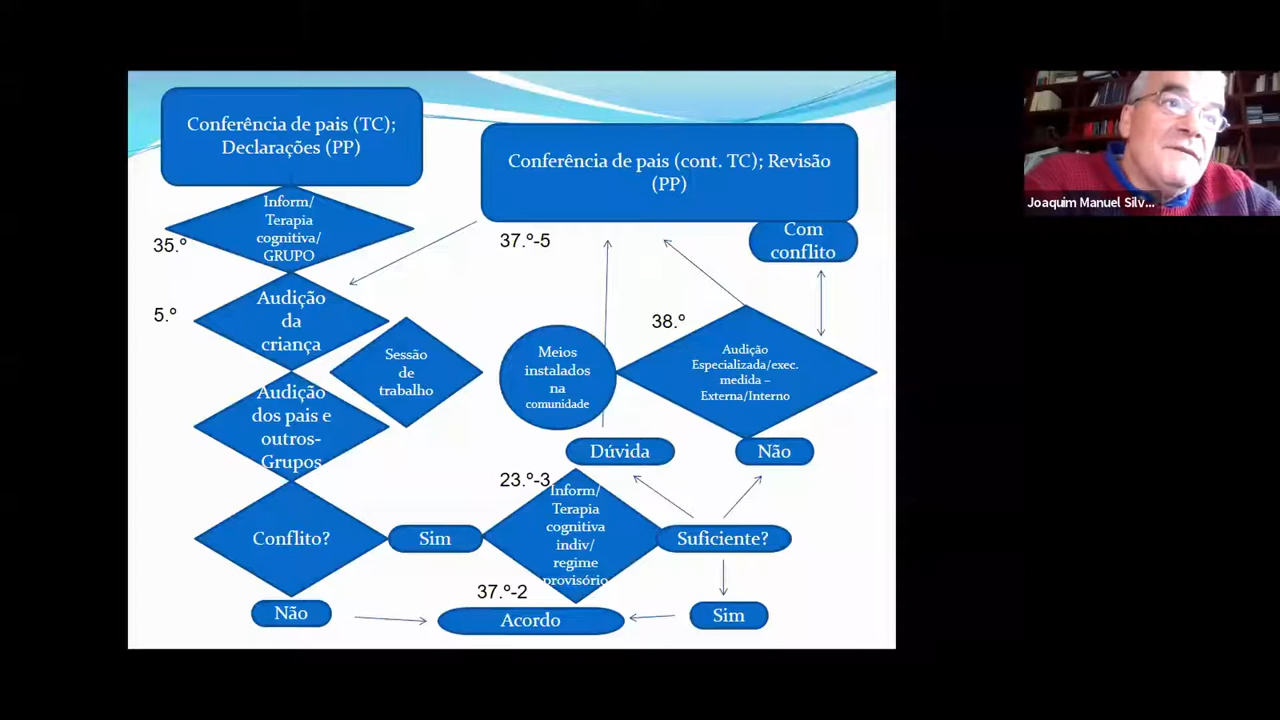 Conferência de pais (TC);
Declarações (PP)
Conferência de pais (cont. TC); Revisão
(PP)
Inform/
Terapia
cognitiva/
GRUPO
35.º
37.º-5
Com
conflito
Audição
da
criança
5.º
38.º
Sessão
de
trabalho
Meios
instalados
na
comunidade
Audição
Especializada/exec.
medida –
Externa/Interno
Audição
dos pais e
outros-
Grupos
Dúvida
Não
23.º-3
Inform/
Terapia
cognitiva
indiv/
regime
provisório
Conflito?
Sim
Suficiente?
37.º-2
Não
Acordo
Sim
Joaquim Manuel Silv...